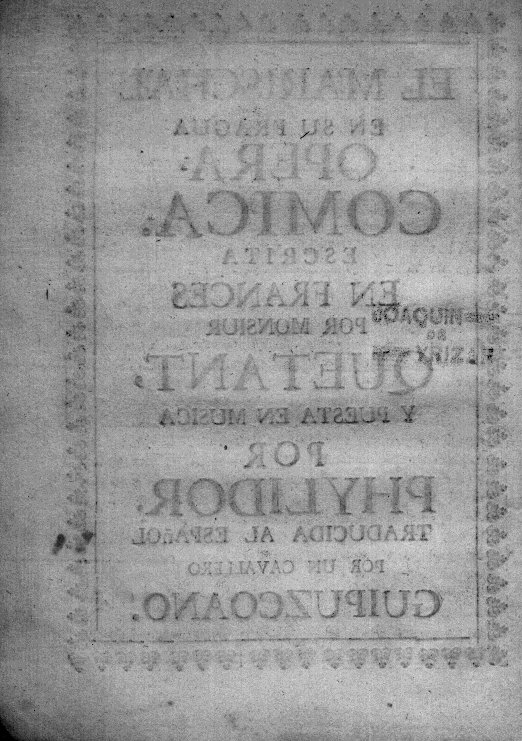 EL MARISCHAL
EN SU FRAGUA
OPERA
COMICA.
ESCRITA
EN FRANCES
POR MONSIUR
QUETANT,
Y PUESTA EN MUSICA
POR
PHYLIDOR.
TRADUCIDA AL ESPAÑOL
POR UN CAVALLERO
GUIPUZCOANO.